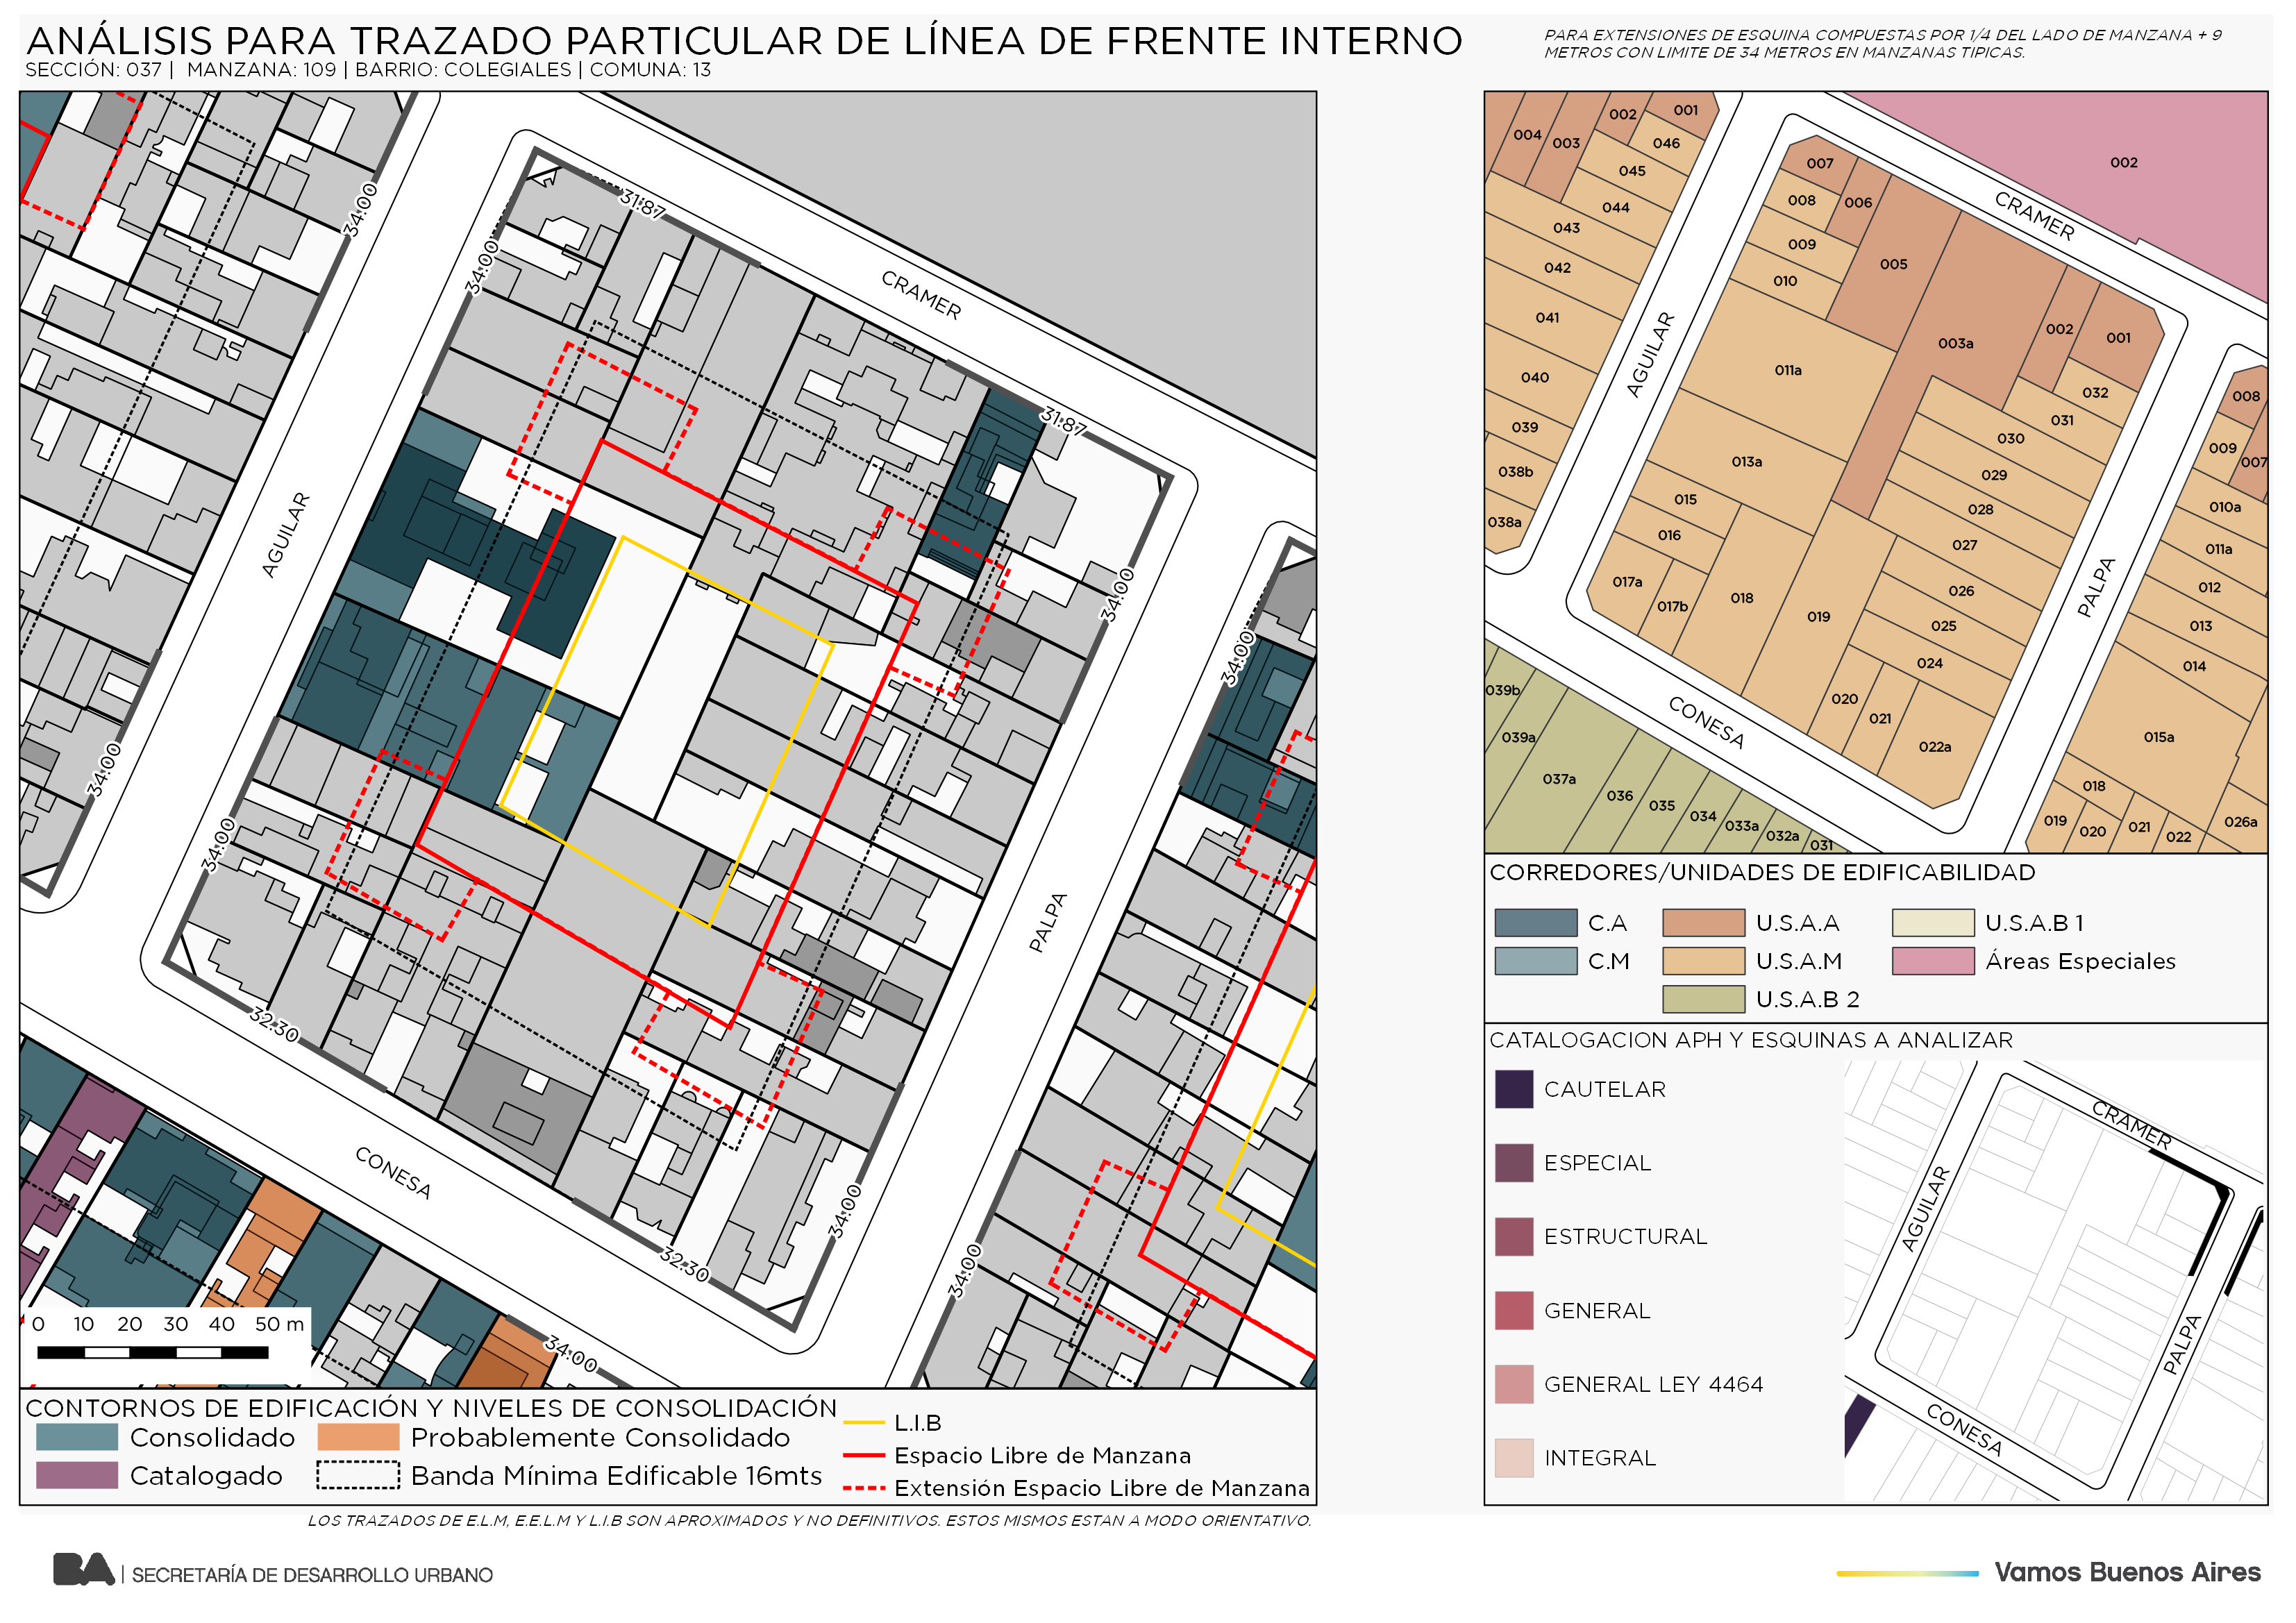 ANÁLISIS PARA TRAZADO PARTICULAR DE LÍNEA DE FRENTE INTERNO
SECCIÓN: 037 | MANZANA: 109 | BARRIO: COLEGIALES | COMUNA: 13
PARA EXTENSIONES DE ESQUINA COMPUESTAS POR 1/4 DEL LADO DE MANZANA + 9
METROS CON LIMITE DE 34 METROS EN MANZANAS TIPICAS.
34:00
31.87
34:00
CRAMER
31.87
AGUILAR
34:00
34:00
34:00
34:00
PALPA
32.30
CONESA
34:00
32.30
34:00
34:00
0 10 20 30 40 50 m
CONTORNOS DE EDIFICACIÓN Y NIVELES DE CONSOLIDACIÓN
Consolidado
Probablemente Consolidado
Catalogado
Banda Mínima Edificable 16mts
L.I.B
Espacio Libre de Manzana
Extensión Espacio Libre de Manzana
LOS TRAZADOS DE E.L.M, E.E.L.M Y L.I.B SON APROXIMADOS Y NO DEFINITIVOS. ESTOS MISMOS ESTAN A MODO ORIENTATIVO.
004
003
002
001
046
045
044
043
042
041
040
039
038b
038a
007
008
006
009
010
005
003a
002
001
032
031
030
029
028
027
026
025
024
011a
013a
015
016
017a
017b
018
019
020
021
022a
002
CRAMER
AGUILAR
CONESA
PALPA
008
009
007
010a
011a
012
013
014
015a
018
019
020
021
022
026a
039b
039a
037a
036
035
034
033a
032a
031
CORREDORES/UNIDADES DE EDIFICABILIDAD
C.A
U.S.A.A
U.S.A.B 1
C.M
U.S.A.M
Áreas Especiales
U.S.A.B 2
CATALOGACION APH Y ESQUINAS A ANALIZAR
CAUTELAR
ESPECIAL
ESTRUCTURAL
GENERAL
GENERAL LEY 4464
INTEGRAL
CRAMER
AGUILAR
PALPA
CONESA
BA | SECRETARÍA DE DESARROLLO URBANO
Vamos Buenos Aires